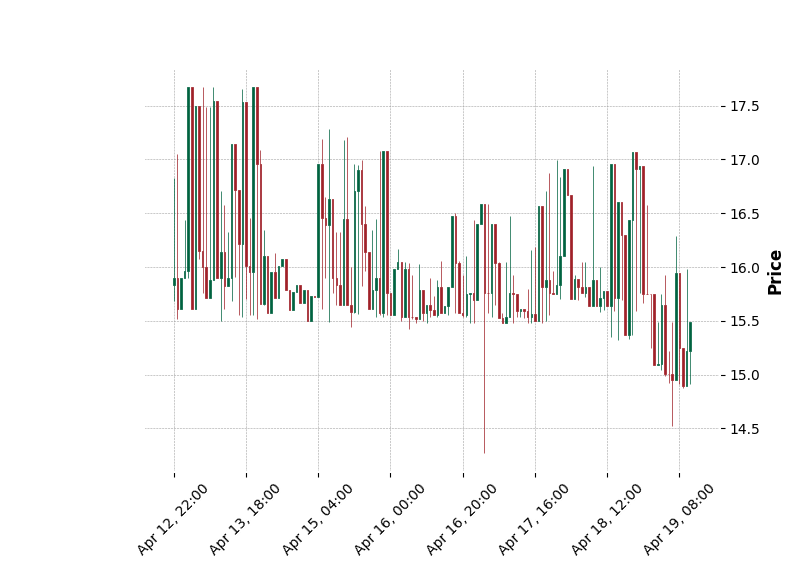 17.5
17.0
16.5
16.0
15.5
15.0
14.5
Price
Apr 12, 22:00
Apr 13, 18:00
Apr 15, 04:00
Apr 16, 00:00
Apr 16, 20:00
Apr 17, 16:00
Apr 18, 12:00
Apr 19, 08:00